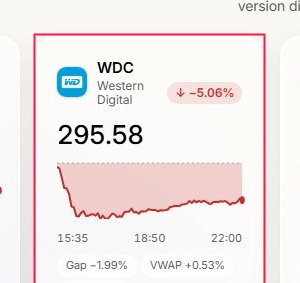 version di
WDC
Western
Digital
↓ −5.06%
295.58
15:35 18:50 22:00
Gap −1.99% VWAP +0.53%